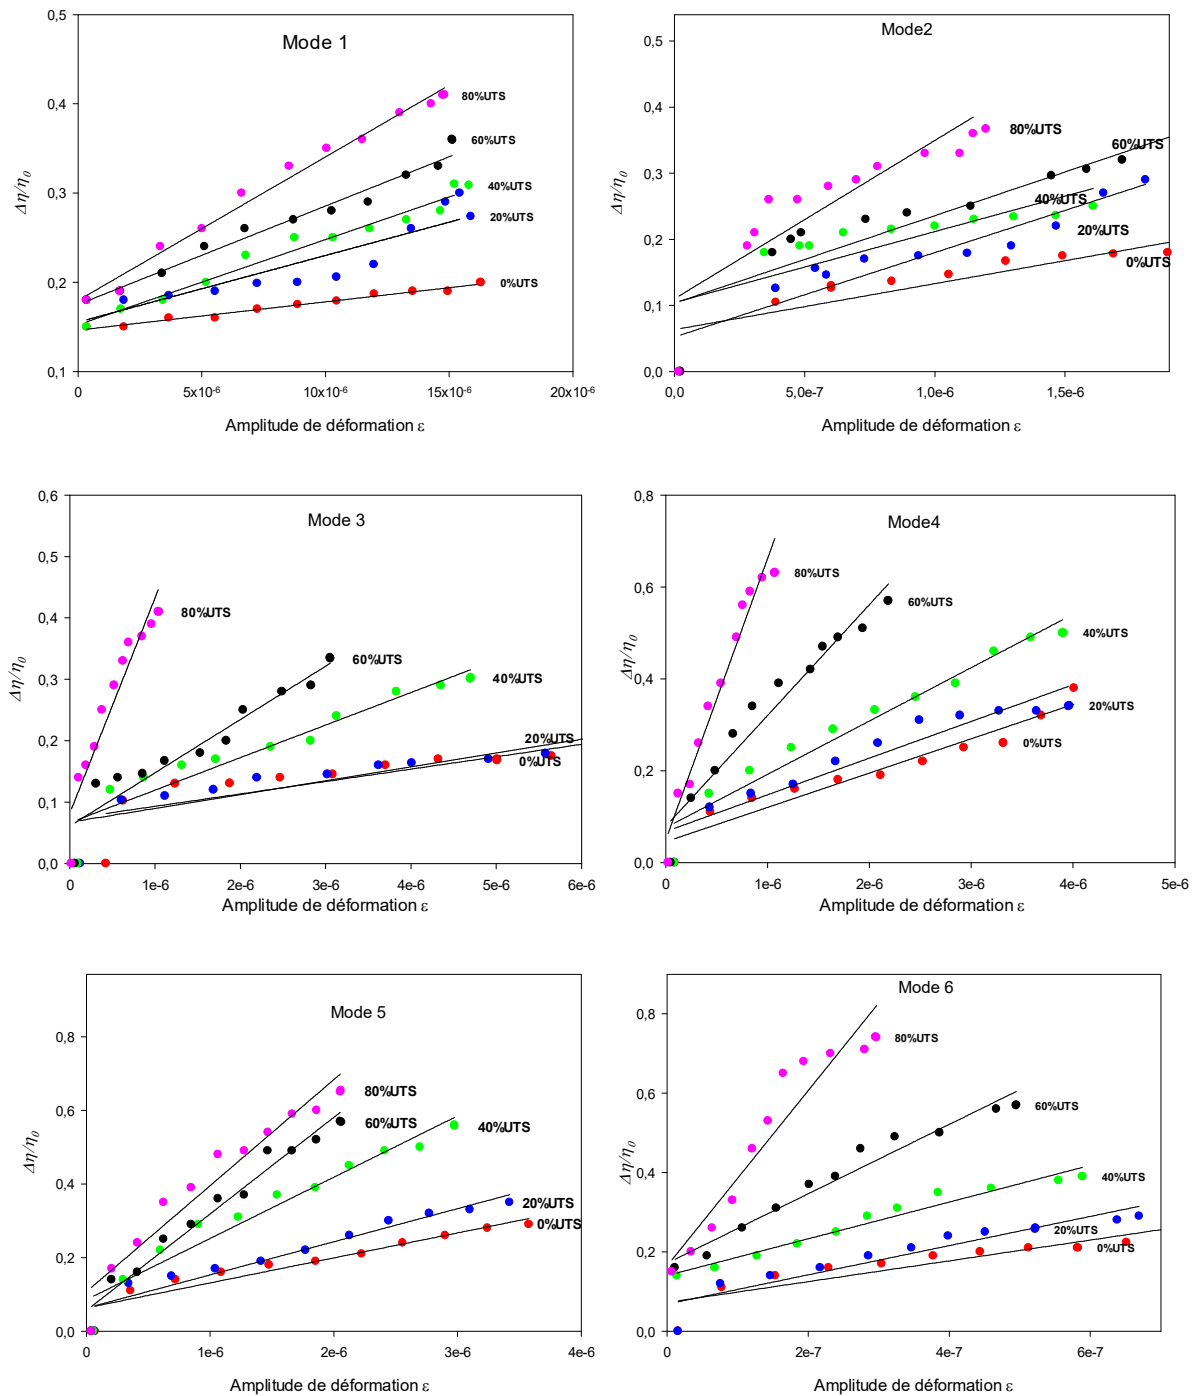 Mode 1
0,5
0,4
0,3
0,2
0,1
Δη/η0
80%UTS
60%UTS
40%UTS
20%UTS
0%UTS
0 5x10-6 10x10-6 15x10-6 20x10-6
Amplitude de déformation ε
Mode2
0,5
0,4
0,3
0,2
0,1
0,0
Δη/η0
80%UTS
60%UTS
40%UTS
20%UTS
0%UTS
0,0 5,0e-7 1,0e-6 1,5e-6
Amplitude de déformation ε
Mode 3
0,6
0,5
0,4
0,3
0,2
0,1
0,0
Δη/η0
80%UTS
60%UTS
40%UTS
20%UTS
0%UTS
0 1e-6 2e-6 3e-6 4e-6 5e-6 6e-6
Amplitude de déformation ε
Mode4
0,8
0,6
0,4
0,2
0,0
Δη/η0
80%UTS
60%UTS
40%UTS
20%UTS
0%UTS
0 1e-6 2e-6 3e-6 4e-6 5e-6
Amplitude de déformation ε
Mode 5
0,8
0,6
0,4
0,2
0,0
Δη/η0
80%UTS
60%UTS
40%UTS
20%UTS
0%UTS
0 1e-6 2e-6 3e-6 4e-6
Amplitude de déformation ε
Mode 6
0,8
0,6
0,4
0,2
0,0
Δη/η0
80%UTS
60%UTS
40%UTS
20%UTS
0%UTS
0 2e-7 4e-7 6e-7
Amplitude de déformation ε